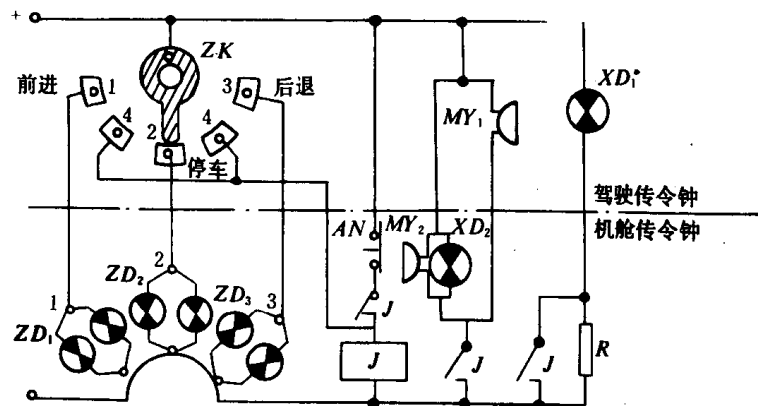 +
ZK
前进
1
3
后退
XD₁*
4
4
MY₁
2
停车
驾驶传令钟
AN
MY₂
XD₂
机舱传令钟
ZD₂
2
J
1
ZD₃
3
ZD₁
J
J
J
R